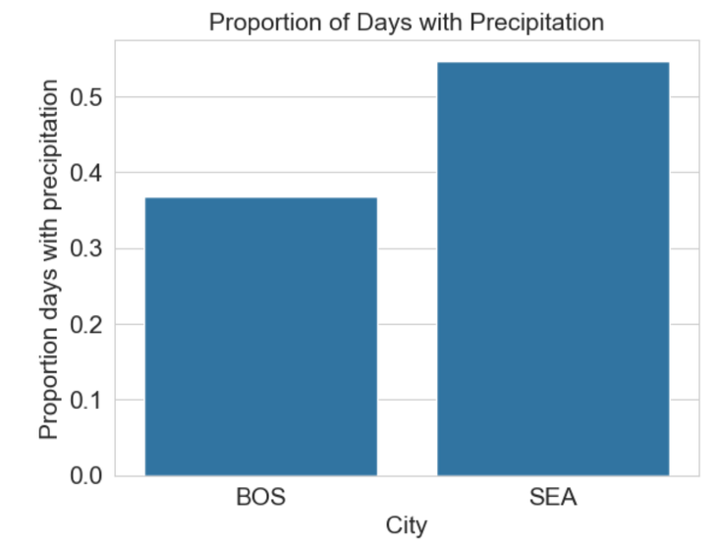 Proportion of Days with Precipitation
Proportion days with precipitation
0.5
0.4
0.3
0.2
0.1
0.0
BOS
SEA
City